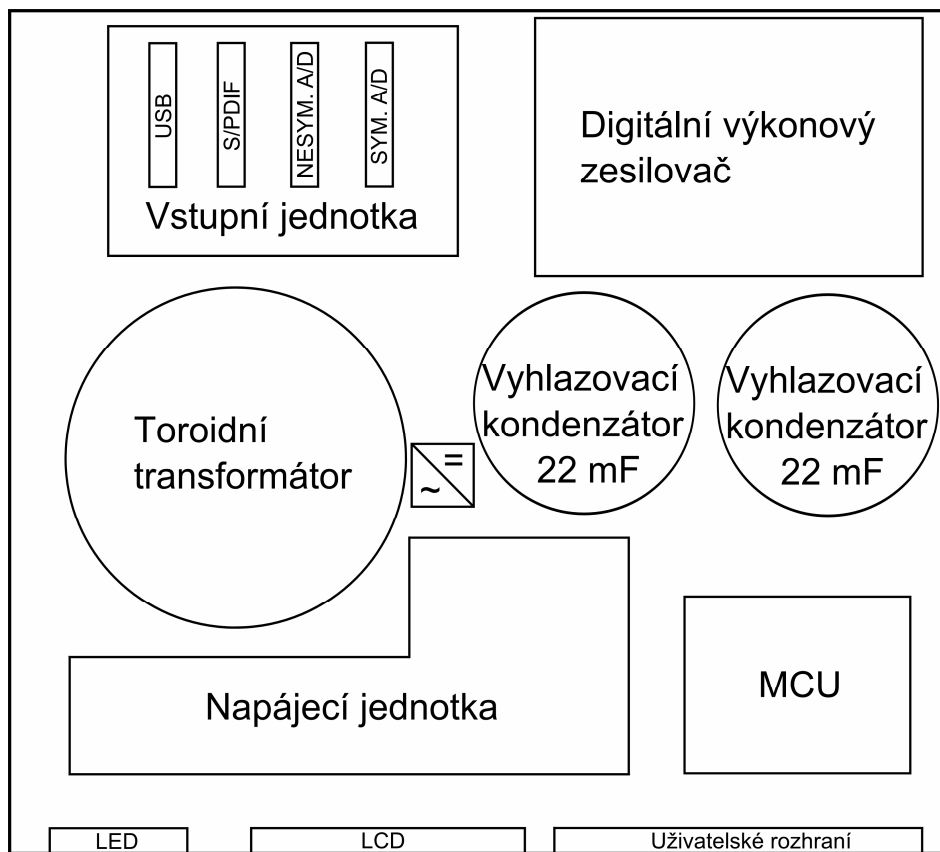 USB
S/PDIF
NESYM. A/D
SYM. A/D
Vstupní jednotka
Digitální výkonový
zesilovač
Toroidní
transformátor
=
~
Vyhlazovací
kondenzátor
22 mF
Vyhlazovací
kondenzátor
22 mF
Napájecí jednotka
MCU
LED
LCD
Uživatelské rozhraní